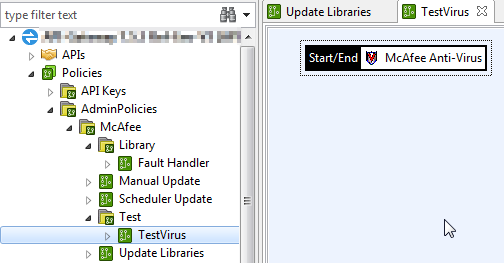 type filter text
APIs
Policies
API Keys
AdminPolicies
McAfee
Library
Fault Handler
Manual Update
Scheduler Update
Test
TestVirus
Update Libraries
Update Libraries TestVirus
Start/End McAfee Anti-Virus